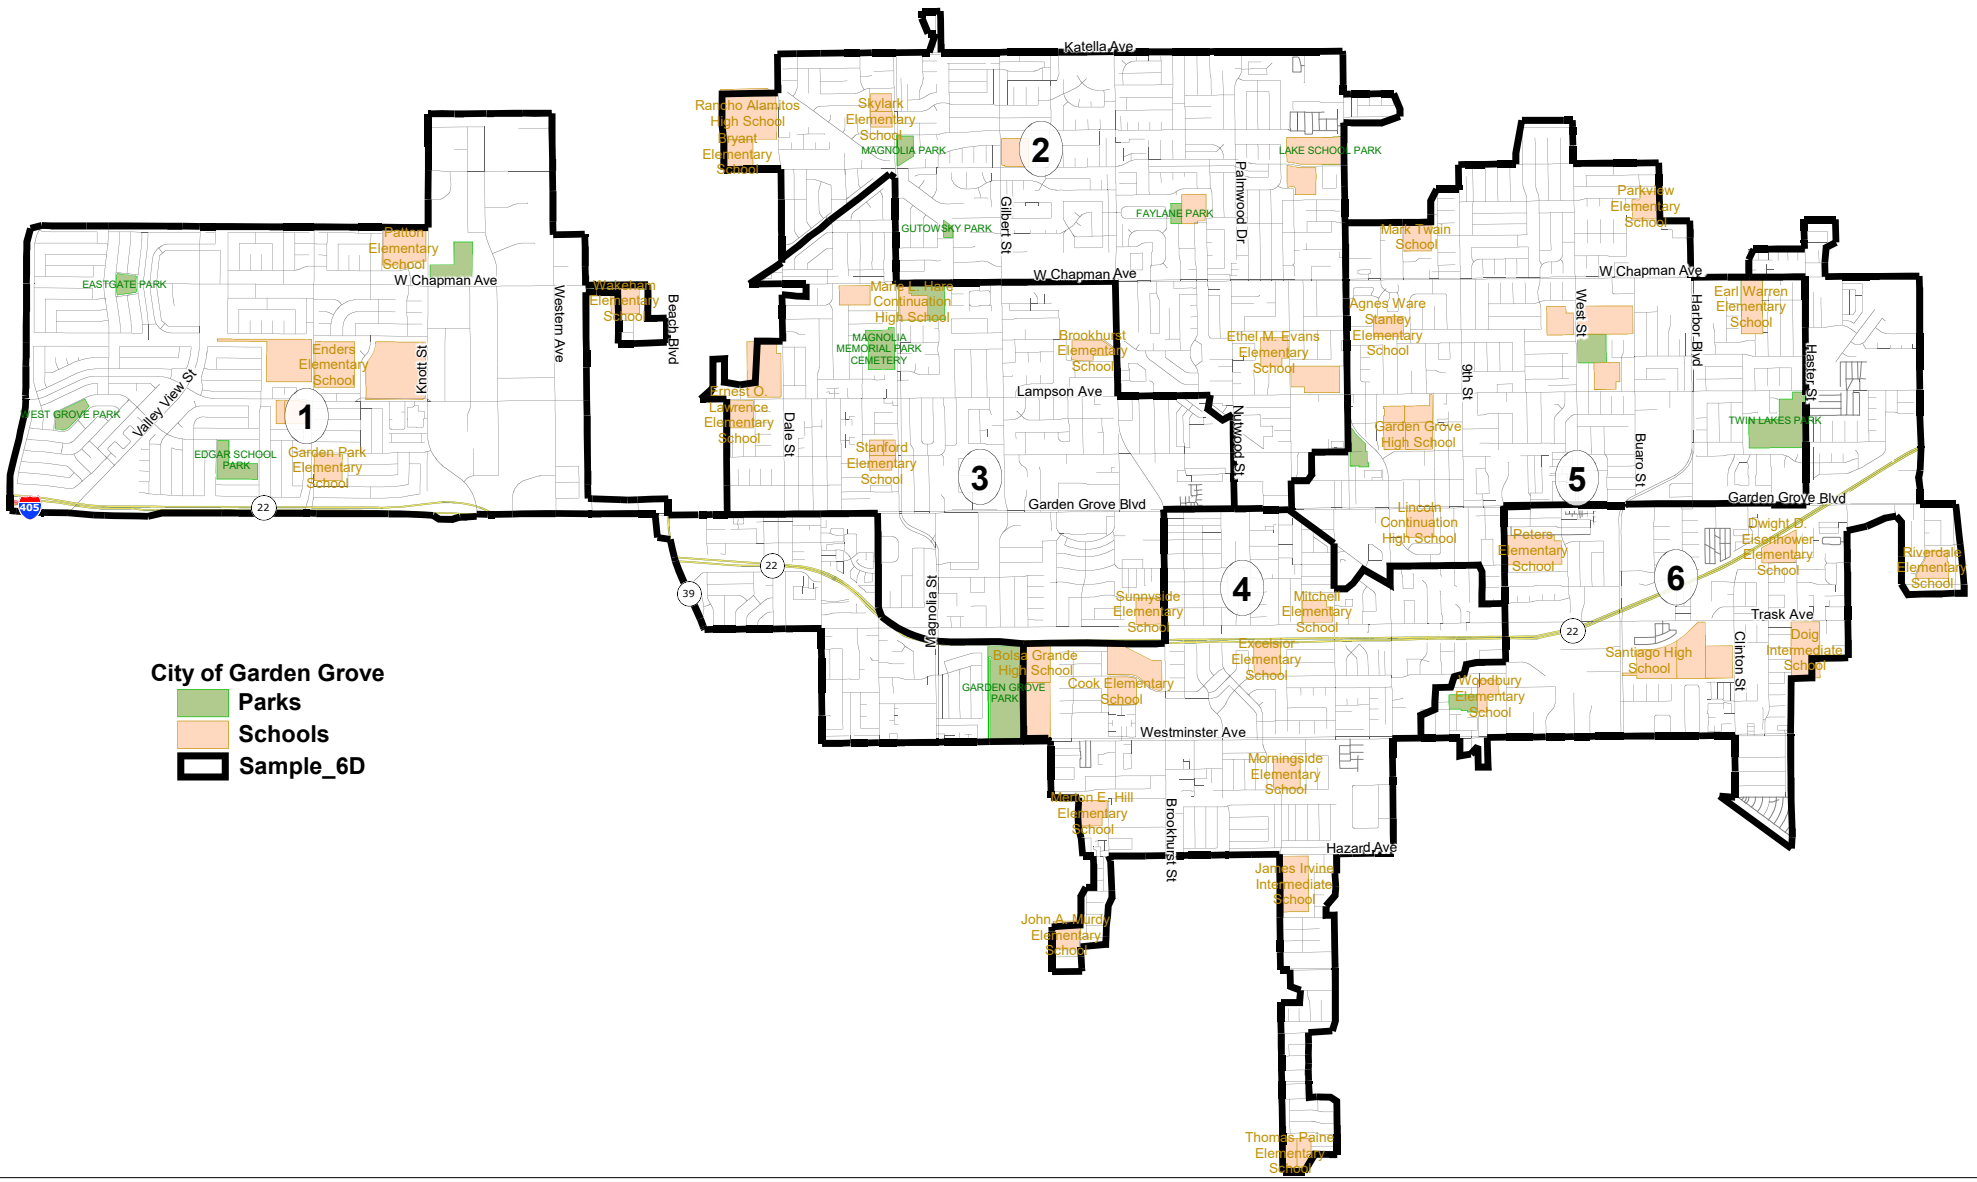 Katella Ave
Rancho Alamitos
High School
Bryant
Elementary
School
Skylark
Elementary
School
MAGNOLIA PARK
2
LAKE SCHOOL PARK
Palmwood Dr
FAYLANE PARK
Gilbert St
GUTOWSKY PARK
W Chapman Ave
Parkview
Elementary
School
Mark Twain
School
W Chapman Ave
Patton
Elementary
School
W Chapman Ave
EASTGATE PARK
Wakeham
Elementary
School
Beach Blvd
Western Ave
Enders
Elementary
School
Knott St
Valley View St
WEST GROVE PARK
1
EDGAR SCHOOL
PARK
Garden Park
Elementary
School
405
22
Marie L. Hare
Continuation
High School
MAGNOLIA
MEMORIAL PARK
CEMETERY
Brookhurst
Elementary
School
Lampson Ave
Ernest O.
Lawrence
Elementary
School
Dale St
Stanford
Elementary
School
3
Garden Grove Blvd
Ethel M. Evans
Elementary
School
Nutwood St
Agnes Ware
Stanley
Elementary
School
9th St
Garden Grove
High School
West St
Harbor Blvd
Earl Warren
Elementary
School
Haster St
TWIN LAKES PARK
Buaro St
5
Garden Grove Blvd
Lincoln
Continuation
High School
Peters
Elementary
School
Dwight D.
Eisenhower
Elementary
School
Riverdale
Elementary
School
6
Trask Ave
22
Santiago High
School
Clinton St
Doig
Intermediate
School
22
39
Magnolia St
Sunnyside
Elementary
School
4
Mitchell
Elementary
School
Excelsior
Elementary
School
Bolsa Grande
High School
Cook Elementary
School
GARDEN GROVE
PARK
Woodbury
Elementary
School
Westminster Ave
Morningside
Elementary
School
Merton E. Hill
Elementary
School
Brookhurst St
Hazard Ave
James Irvine
Intermediate
School
John A. Murdy
Elementary
School
Thomas Paine
Elementary
School
City of Garden Grove
Parks
Schools
Sample_6D